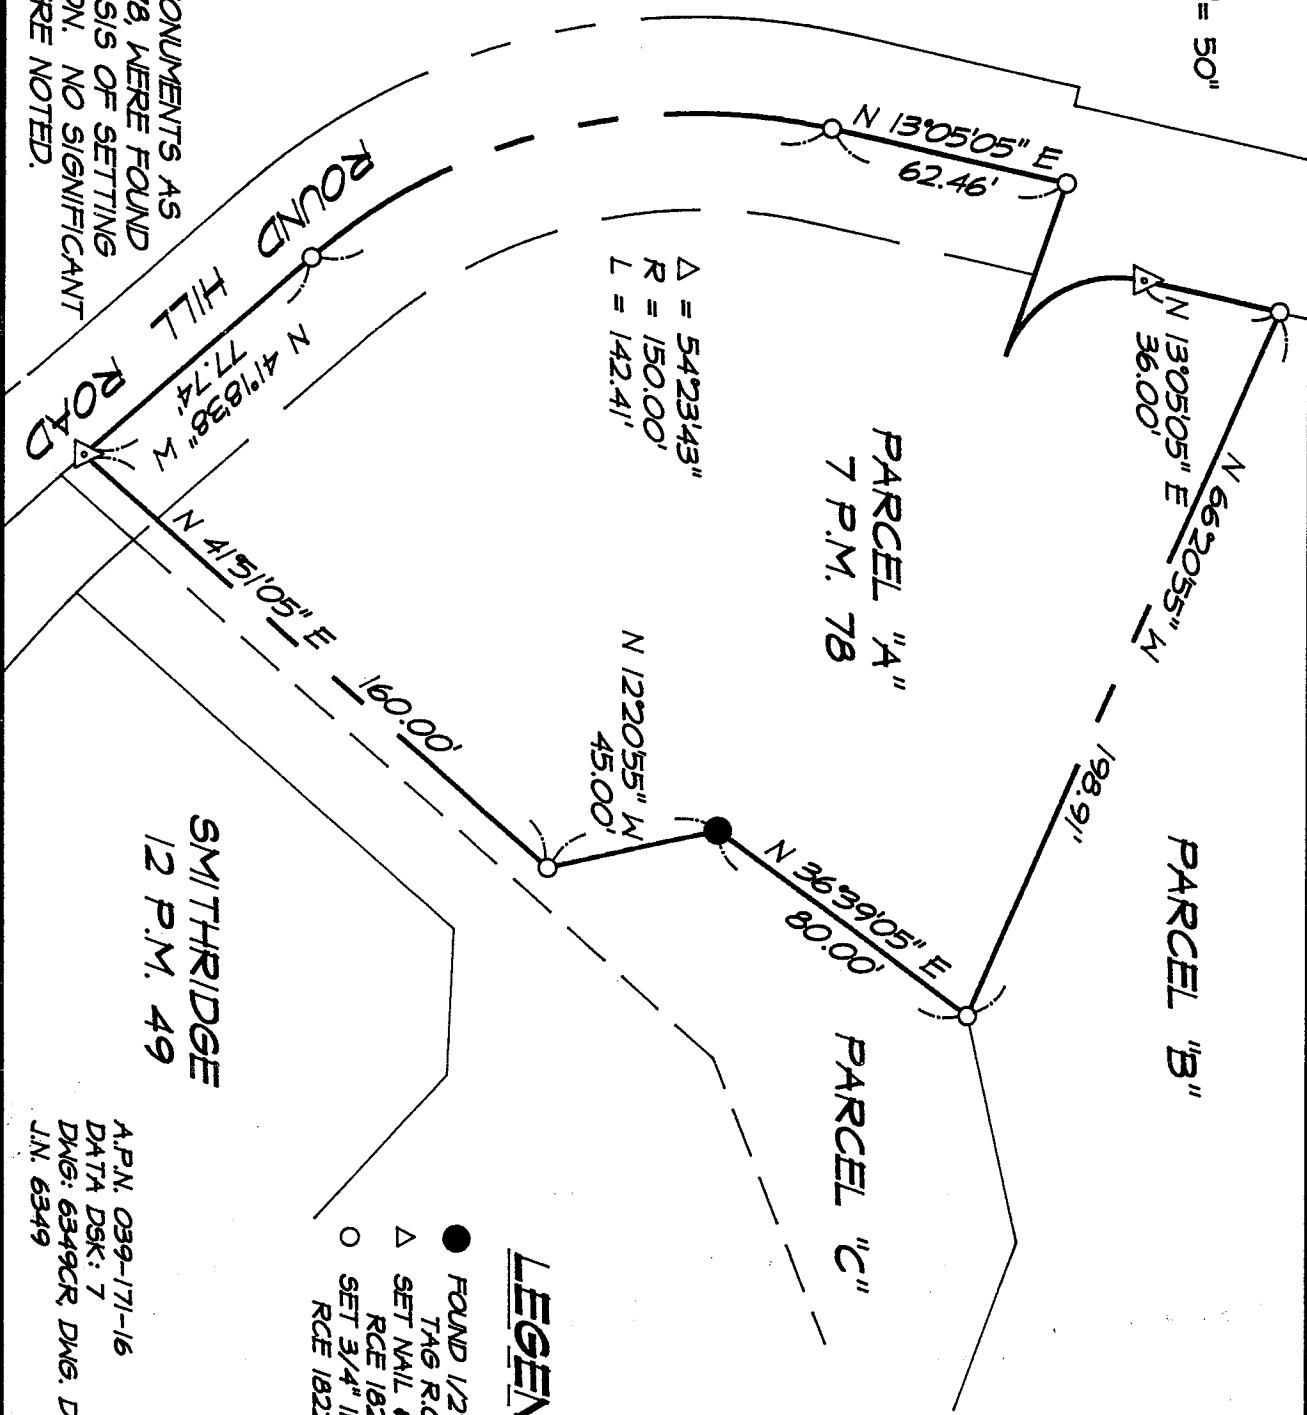 = 50"
ONUMENTS AS
78, WERE FOUND
SIS OF SETTING
ON. NO SIGNIFICANT
RE NOTED.
N 13°05'05" E
62.46'
N 13°05'05" E
36.00'
N 66°20'55" W
198.91'
Δ = 54°23'43"
R = 150.00'
L = 142.41'
ROUND HILL ROAD
N 41°18'38" W
77.74'
PARCEL "A"
7 P.M. 78
N 41°51'05" E
160.00'
N 12°20'55" W
45.00'
N 36°39'05" E
80.00'
PARCEL "B"
PARCEL "C"
SMITHRIDGE
12 P.M. 49
LEGEN
● FOUND 1/2
TAG R.C
△ SET NAIL
RCE 182
○ SET 3/4" I
RCE 182
A.P.N. 039-171-16
DATA DSK: 7
DWG: 6349CR, DWG. D
J.N. 6349